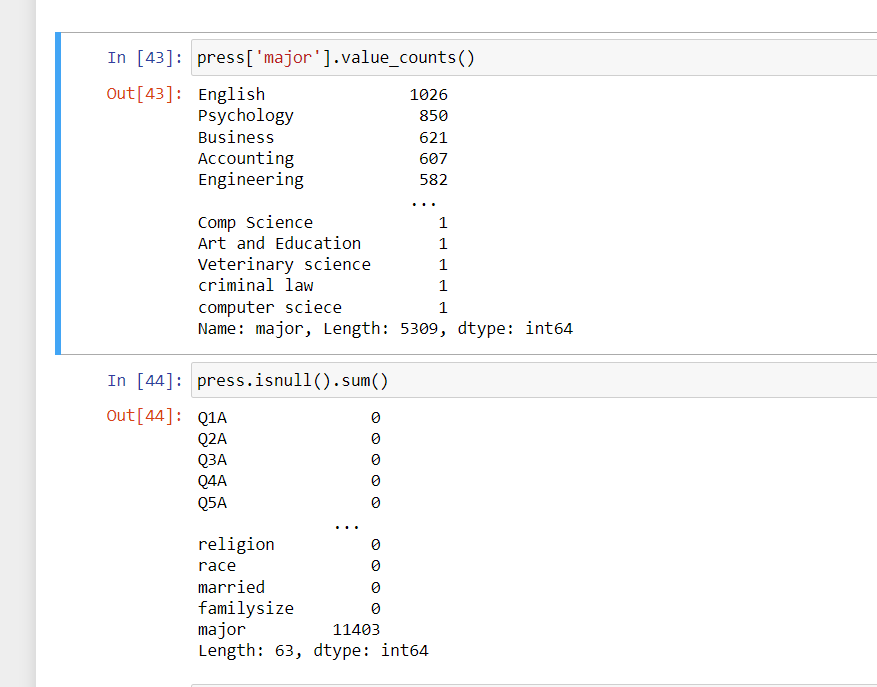 In [43]: press['major'].value_counts()
Out[43]: English 1026
Psychology 850
Business 621
Accounting 607
Engineering 582
...
Comp Science 1
Art and Education 1
Veterinary science 1
criminal law 1
computer sciece 1
Name: major, Length: 5309, dtype: int64
In [44]: press.isnull().sum()
Out[44]: Q1A 0
Q2A 0
Q3A 0
Q4A 0
Q5A 0
...
religion 0
race 0
married 0
familysize 0
major 11403
Length: 63, dtype: int64